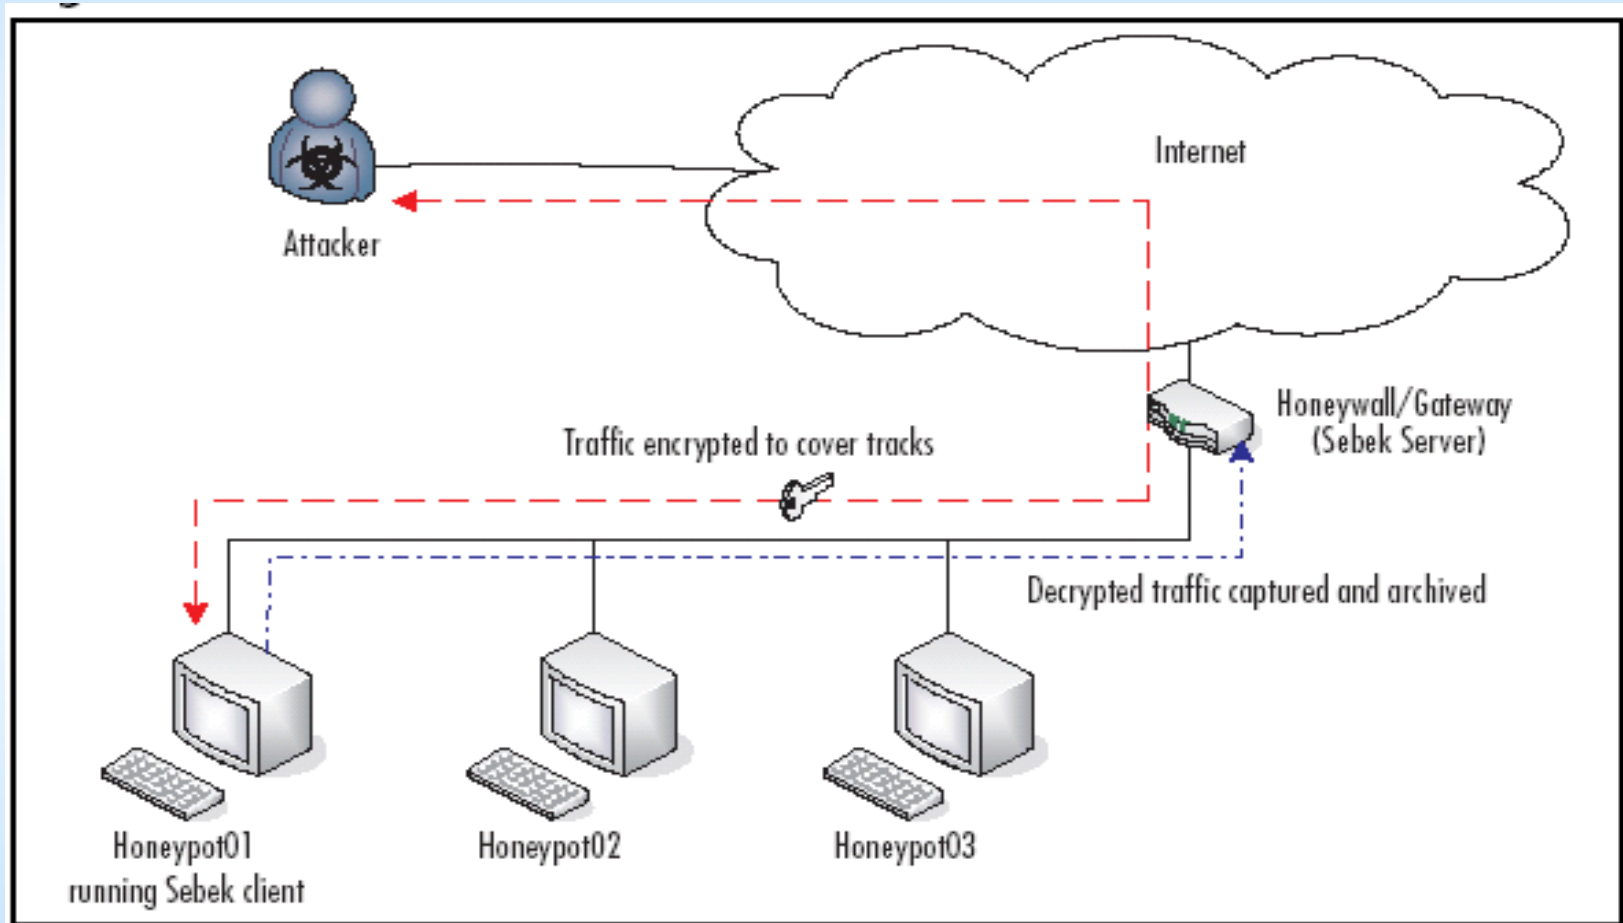 Internet
Attacker
Honeywall/Gateway
(Sebek Server)
Traffic encrypted to cover tracks
Decrypted traffic captured and archived
Honeypot01
running Sebek client
Honeypot02
Honeypot03